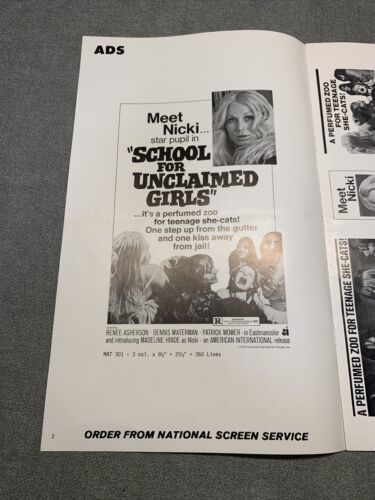 ADS
Meet
Nicki...
star pupil in
"SCHOOL
FOR
UNCLAIMED
GIRLS"
...it's a perfumed zoo
for teenage she-cats!
One step up from the gutter
and one kiss away
from jail!
R
RENÉE ASHERSON · DENNIS WATERMAN · PATRICK MOWER · in Eastmancolor
and introducing MADELINE HINDE as Nicki · an AMERICAN INTERNATIONAL release
MAT 301 - 3 col. x 8½" = 25½" = 360 Lines
2
ORDER FROM NATIONAL SCREEN SERVICE
A PERFUMED ZOO
FOR TEENAGE
SHE-CATS!
Meet
Nicki
A PERFUMED ZOO FOR TEENAGE SHE-CATS!